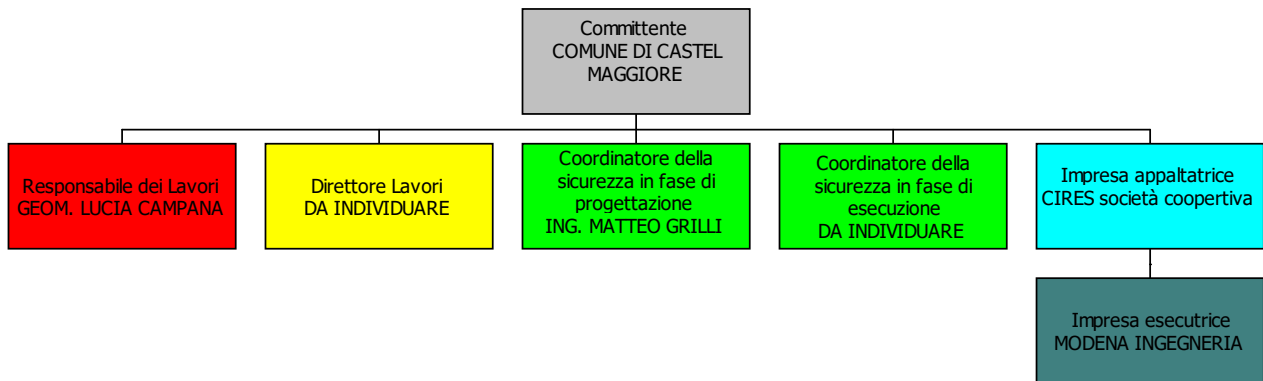 Committente
COMUNE DI CASTEL
MAGGIORE
Responsabile dei Lavori
GEOM. LUCIA CAMPANA
Direttore Lavori
DA INDIVIDUARE
Coordinatore della
sicurezza in fase di
progettazione
ING. MATTEO GRILLI
Coordinatore della
sicurezza in fase di
esecuzione
DA INDIVIDUARE
Impresa appaltatrice
CIRES società coopertiva
Impresa esecutrice
MODENA INGEGNERIA